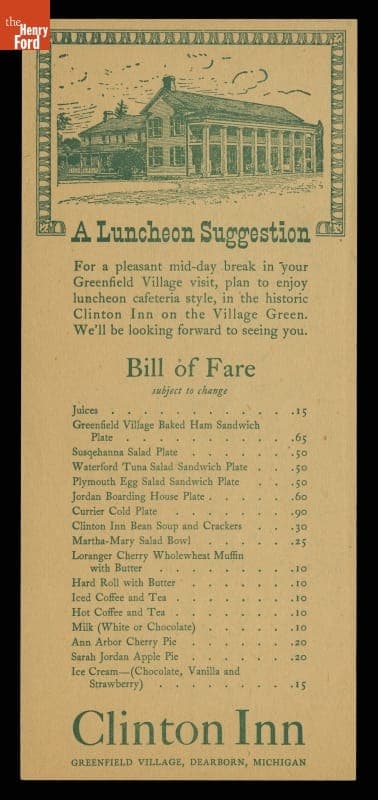 the
Henry
Ford
A Luncheon Suggestion
For a pleasant mid-day break in your
Greenfield Village visit, plan to enjoy
luncheon cafeteria style, in the historic
Clinton Inn on the Village Green.
We'll be looking forward to seeing you.
Bill of Fare
subject to change
Juices . . . . . . . . . . . . .15
Greenfield Village Baked Ham Sandwich
Plate . . . . . . . . . . . .65
Susqehanna Salad Plate . . . . . . .50
Waterford Tuna Salad Sandwich Plate . . .50
Plymouth Egg Salad Sandwich Plate . . .50
Jordan Boarding House Plate . . . . . .60
Currier Cold Plate . . . . . . . .90
Clinton Inn Bean Soup and Crackers . . .30
Martha-Mary Salad Bowl . . . . . .25
Loranger Cherry Wholewheat Muffin
with Butter . . . . . . . . .10
Hard Roll with Butter . . . . . . .10
Iced Coffee and Tea . . . . . . . .10
Hot Coffee and Tea . . . . . . . .10
Milk (White or Chocolate) . . . . . .10
Ann Arbor Cherry Pie . . . . . . .20
Sarah Jordan Apple Pie . . . . . . .20
Ice Cream—(Chocolate, Vanilla and
Strawberry) . . . . . . . . .15
Clinton Inn
GREENFIELD VILLAGE, DEARBORN, MICHIGAN